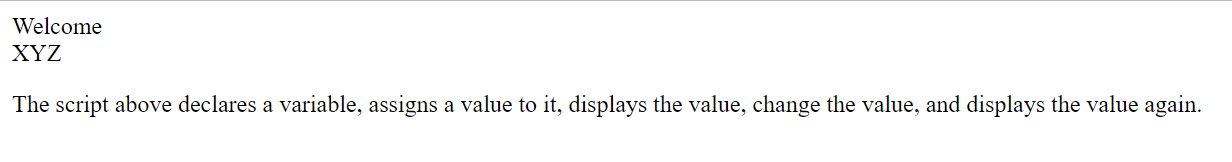 Welcome
XYZ
The script above declares a variable, assigns a value to it, displays the value, change the value, and displays the value again.